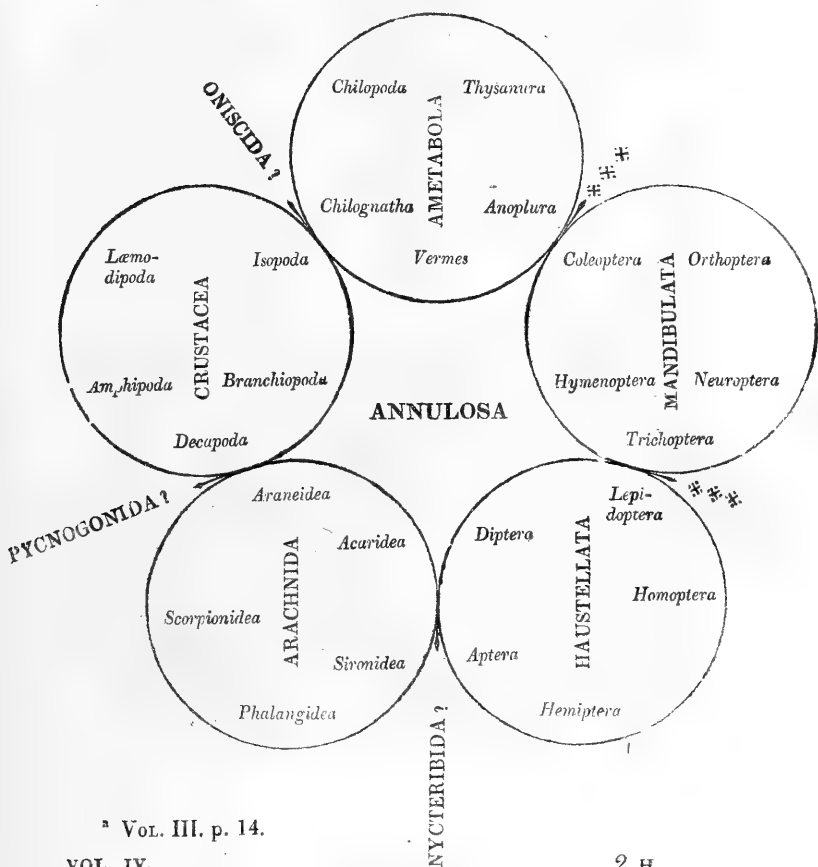 ONISCIDA?
Chilopoda
Thysanura
AMETABOLA
Chilognatha
Anoplura
Vermes
⁂
Læmo-
dipoda
Isopoda
CRUSTACEA
Amphipoda
Branchiopoda
Decapoda
Coleoptera
Orthoptera
MANDIBULATA
Hymenoptera
Neuroptera
Trichoptera
ANNULOSA
PYCNOGONIDA?
Araneidea
Acaridea
ARACHNIDA
Scorpionidea
Sironidea
Phalangidea
***
Lepi-
doptera
Diptera
HAUSTELLATA
Homoptera
Aptera
Hemiptera
NYCTERIBIDA?
a VOL. III. p. 14.
VOL. IV.
2 H